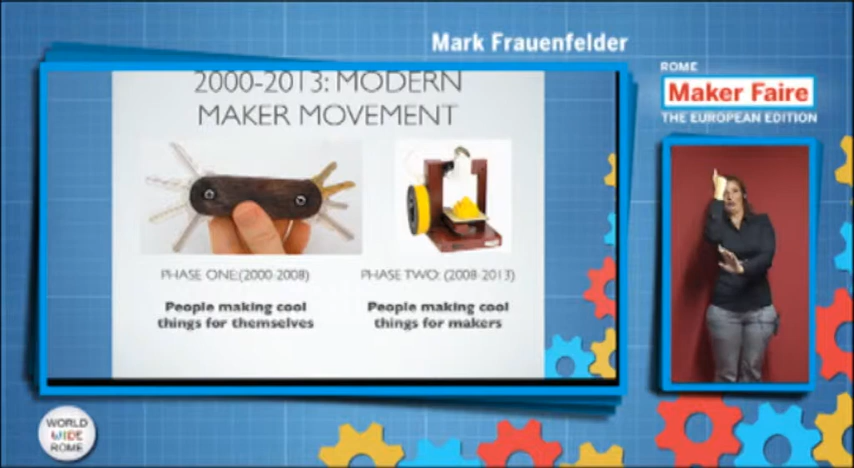 Mark Frauenfelder
ROME
Maker Faire
THE EUROPEAN EDITION
2000-2013: MODERN
MAKER MOVEMENT
PHASE ONE:(2000-2008)
People making cool
things for themselves
PHASE TWO: (2008-2013)
People making cool
things for makers
WORLD
WIDE
ROME